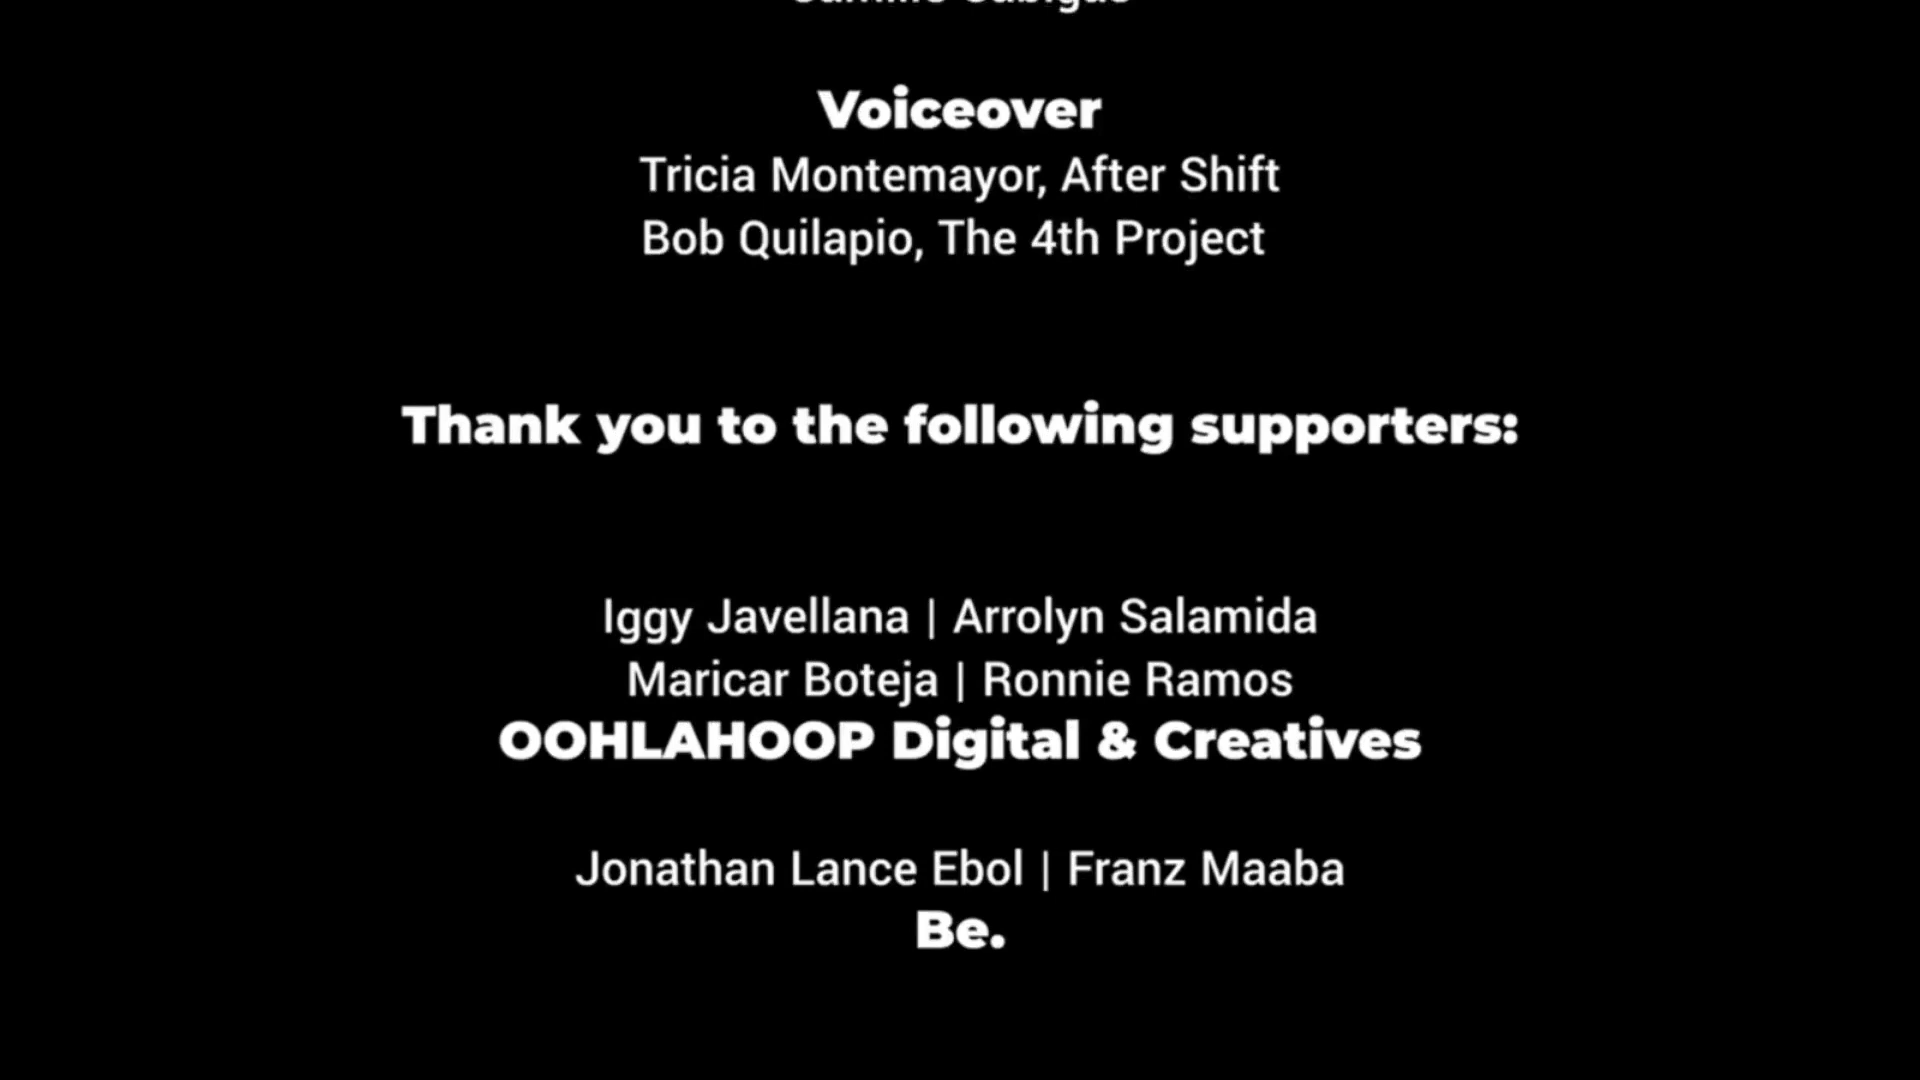 Voiceover
Tricia Montemayor, After Shift
Bob Quilapio, The 4th Project
Thank you to the following supporters:
Iggy Javellana | Arrolyn Salamida
Maricar Boteja | Ronnie Ramos
OOHLAHOOP Digital & Creatives
Jonathan Lance Ebol | Franz Maaba
Be.